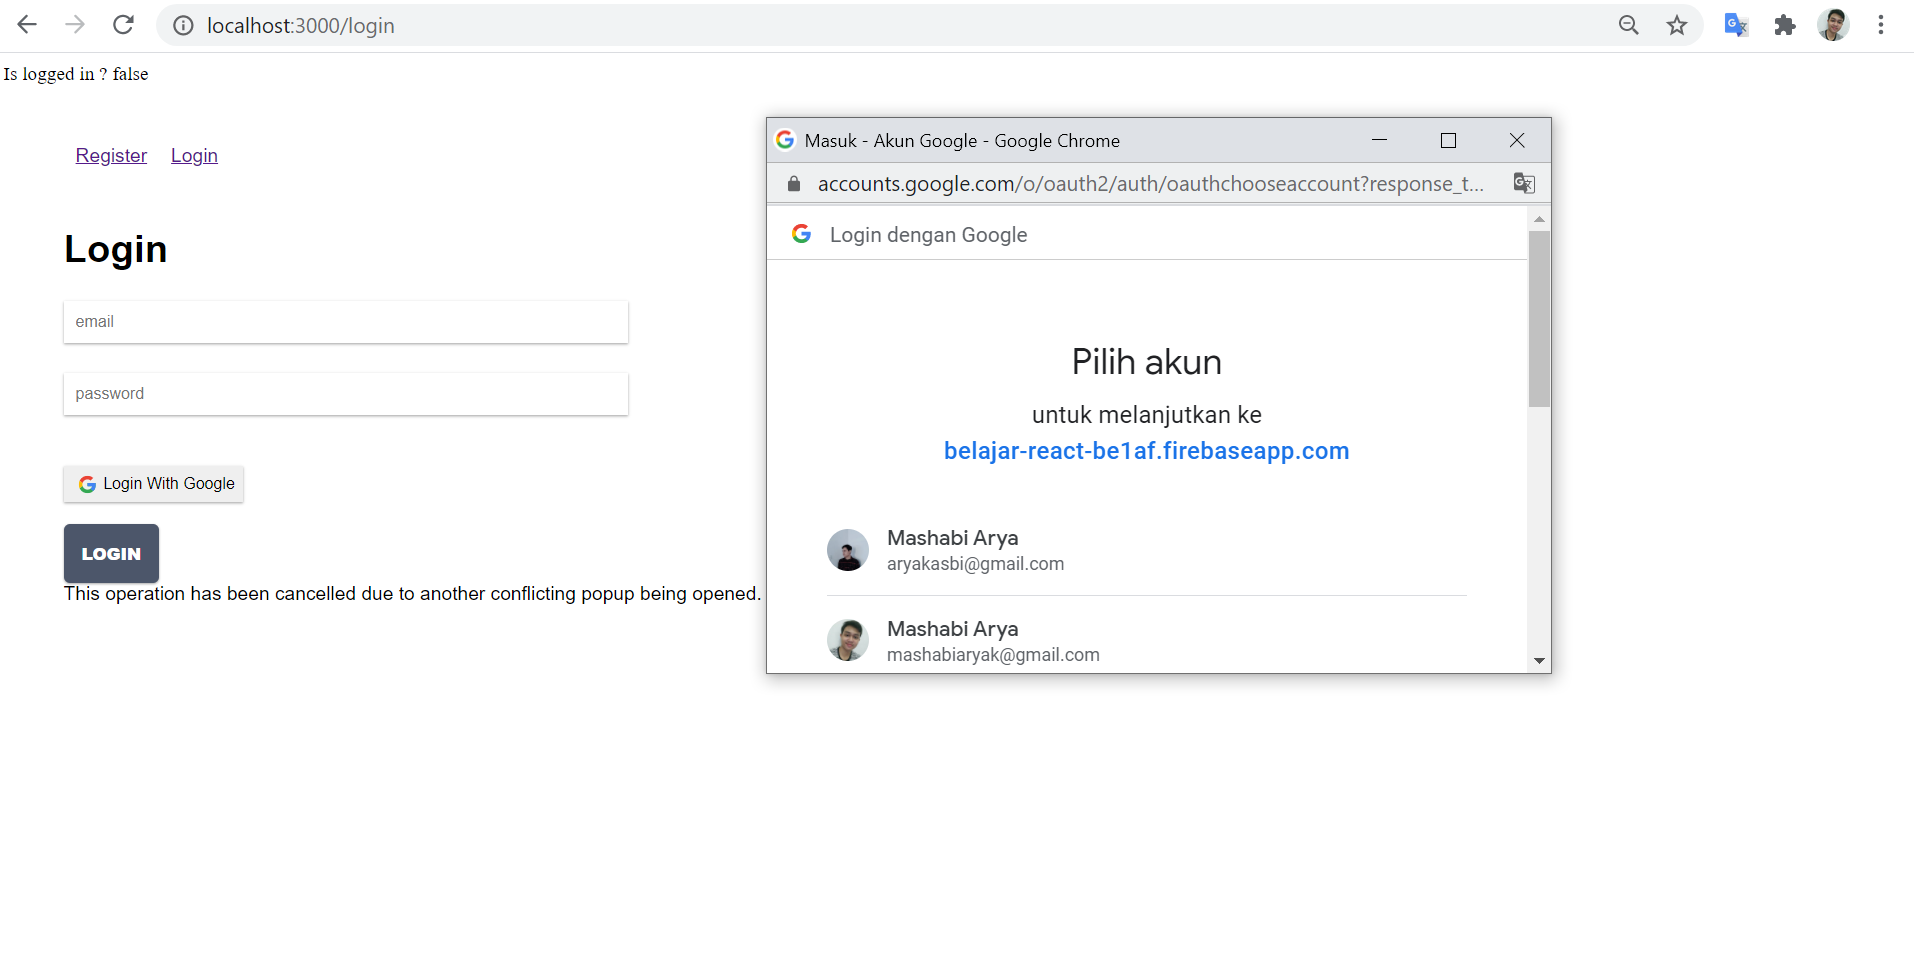 localhost:3000/login
Is logged in ? false
Register Login
Login
email
password
Login With Google
LOGIN
This operation has been cancelled due to another conflicting popup being opened.
Masuk - Akun Google - Google Chrome
accounts.google.com/o/oauth2/auth/oauthchooseaccount?response_t...
Login dengan Google
Pilih akun
untuk melanjutkan ke
belajar-react-be1af.firebaseapp.com
Mashabi Arya
aryakasbi@gmail.com
Mashabi Arya
mashabiaryak@gmail.com